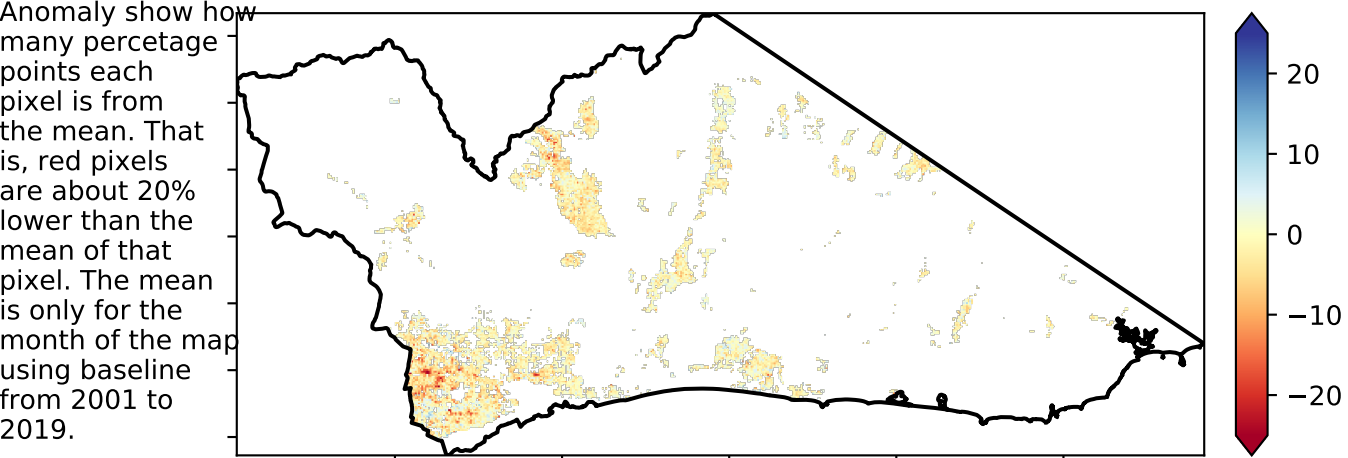 Anomaly show how
many percetage
points each
pixel is from
the mean. That
is, red pixels
are about 20%
lower than the
mean of that
pixel. The mean
is only for the
month of the map
using baseline
from 2001 to
2019.
20
10
0
−10
−20